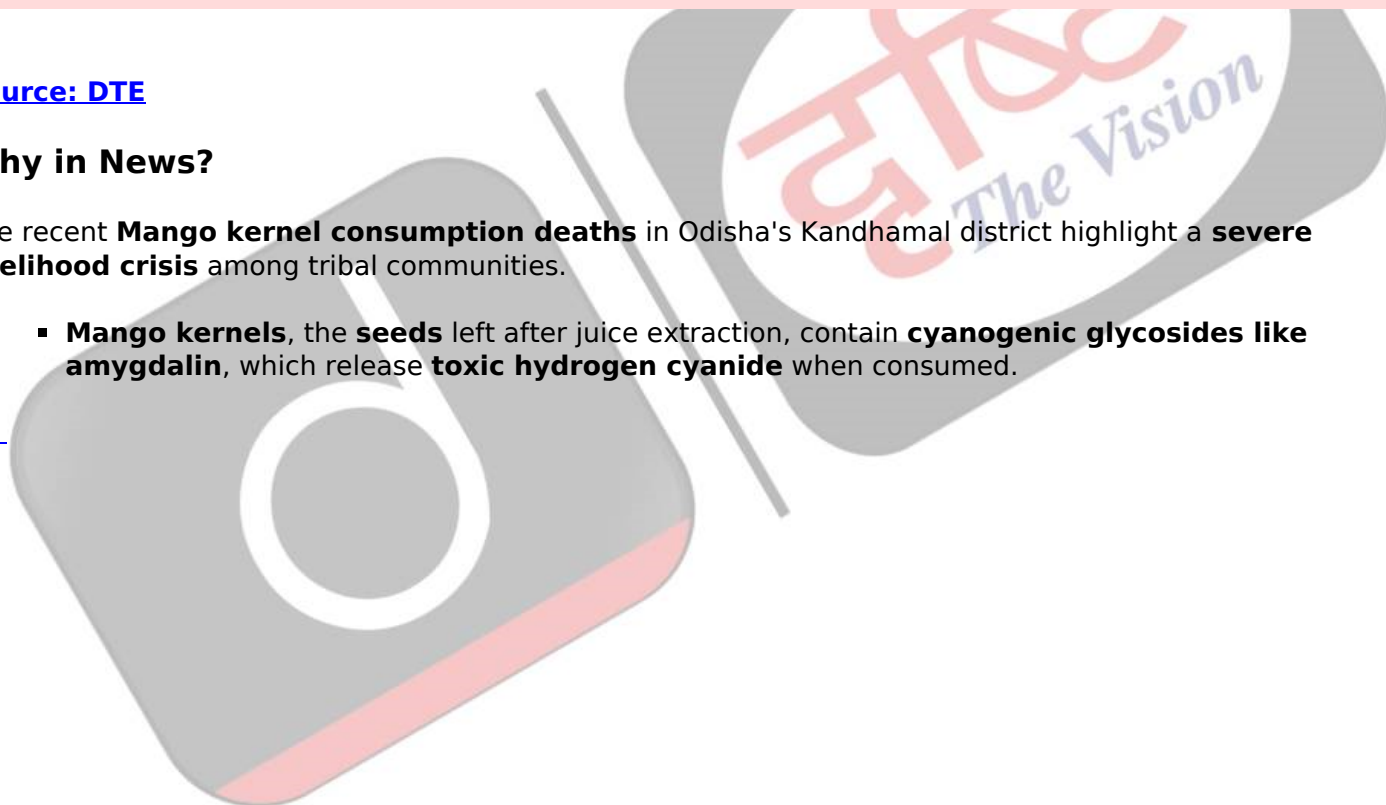 दृष्टि
The Vision
urce: DTE
hy in News?
e recent Mango kernel consumption deaths in Odisha's Kandhamal district highlight a severe
elihood crisis among tribal communities.
▪ Mango kernels, the seeds left after juice extraction, contain cyanogenic glycosides like
amygdalin, which release toxic hydrogen cyanide when consumed.